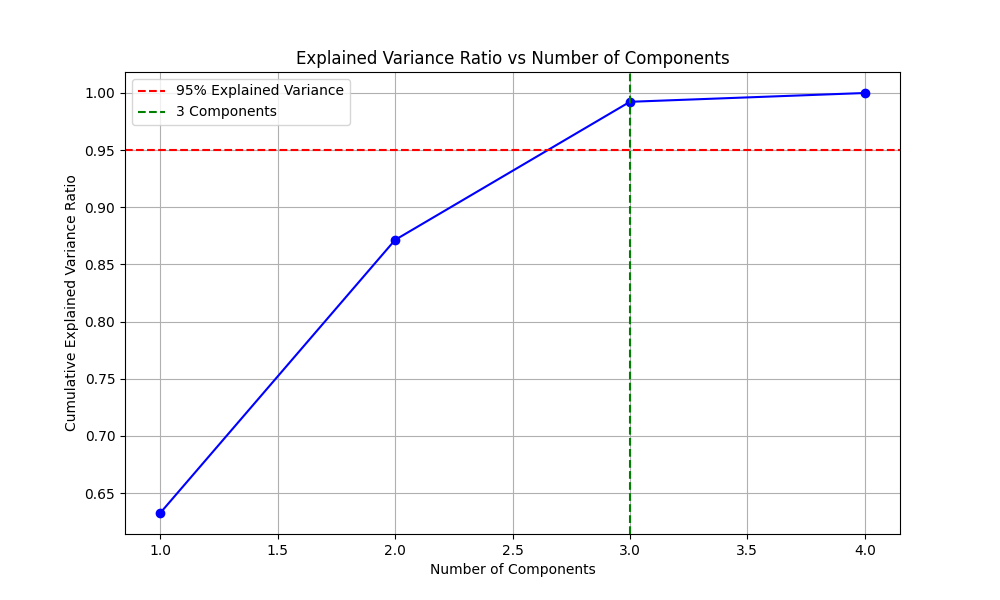 Explained Variance Ratio vs Number of Components
95% Explained Variance
3 Components
Cumulative Explained Variance Ratio
1.00
0.95
0.90
0.85
0.80
0.75
0.70
0.65
1.0 1.5 2.0 2.5 3.0 3.5 4.0
Number of Components